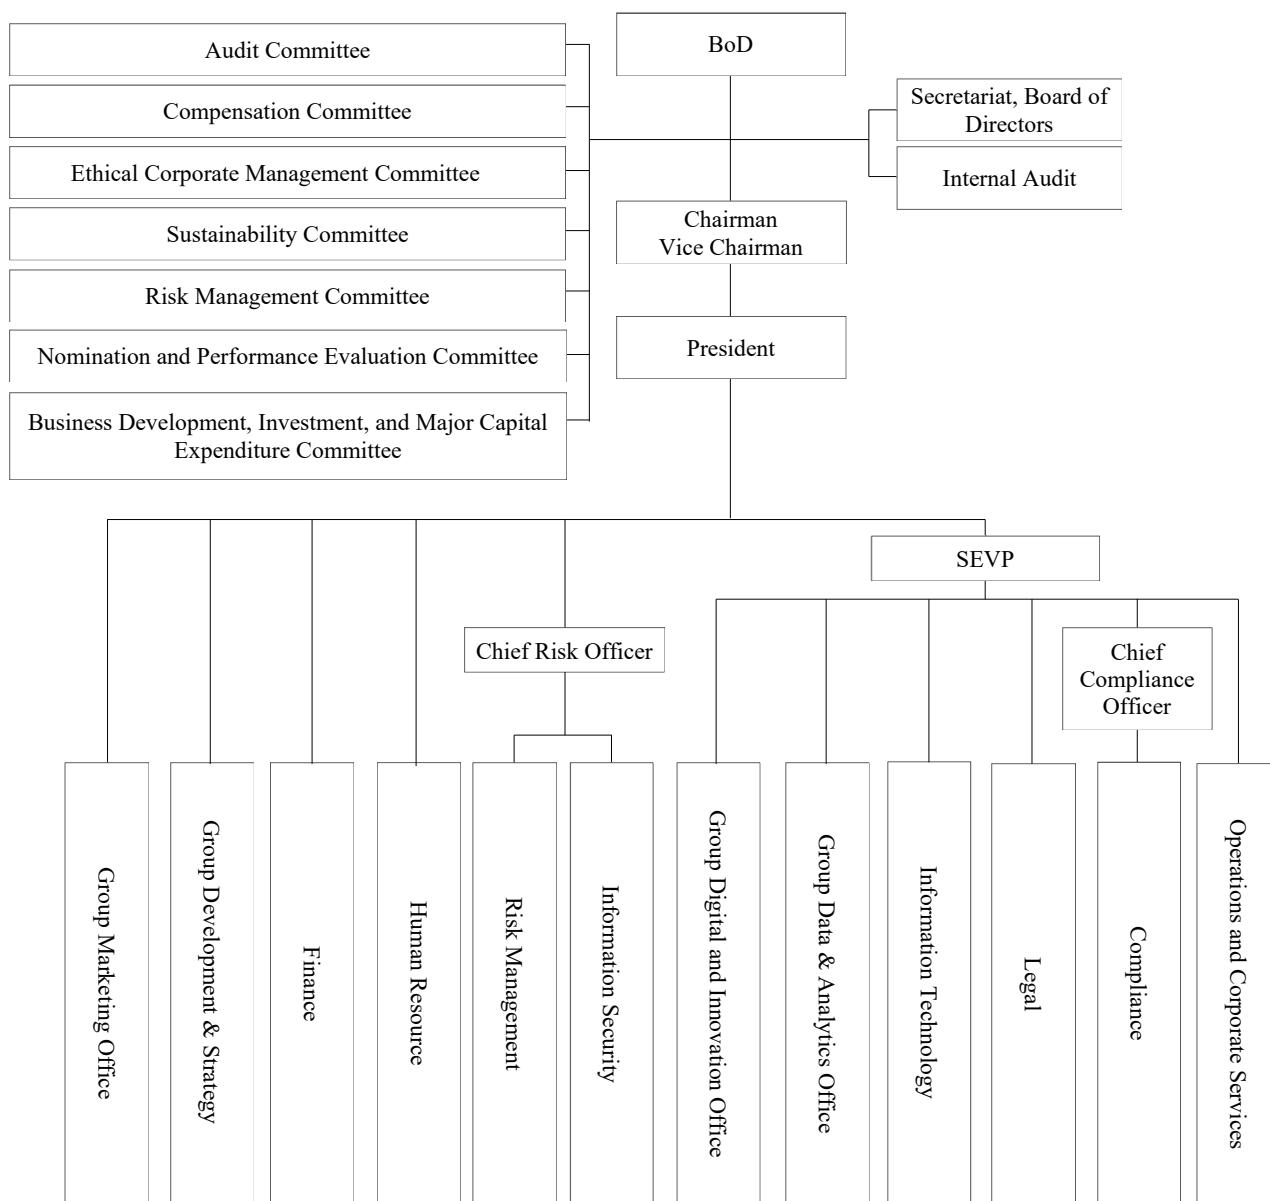 Audit Committee
Compensation Committee
Ethical Corporate Management Committee
Sustainability Committee
Risk Management Committee
Nomination and Performance Evaluation Committee
Business Development, Investment, and Major Capital
Expenditure Committee
BoD
Secretariat, Board of
Directors
Internal Audit
Chairman
Vice Chairman
President
SEVP
Chief Risk Officer
Chief
Compliance
Officer
Group Marketing Office
Group Development & Strategy
Finance
Human Resource
Risk Management
Information Security
Group Digital and Innovation Office
Group Data & Analytics Office
Information Technology
Legal
Compliance
Operations and Corporate Services